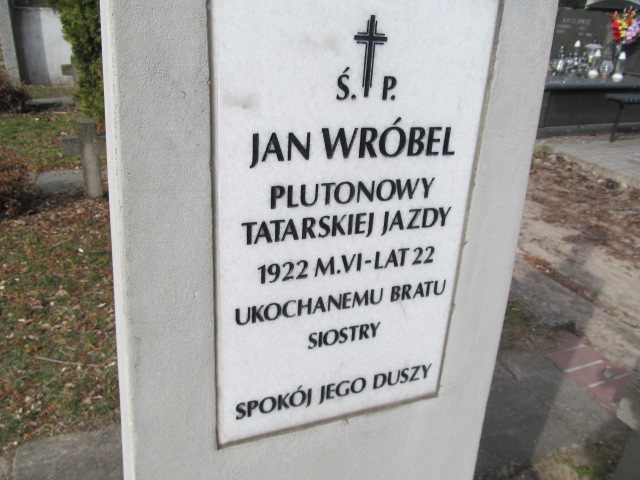 Ś. P.
JAN WRÓBEL
PLUTONOWY
TATARSKIEJ JAZDY
1922 M.VI-LAT 22
UKOCHANEMU BRATU
SIOSTRY
SPOKÓJ JEGO DUSZY